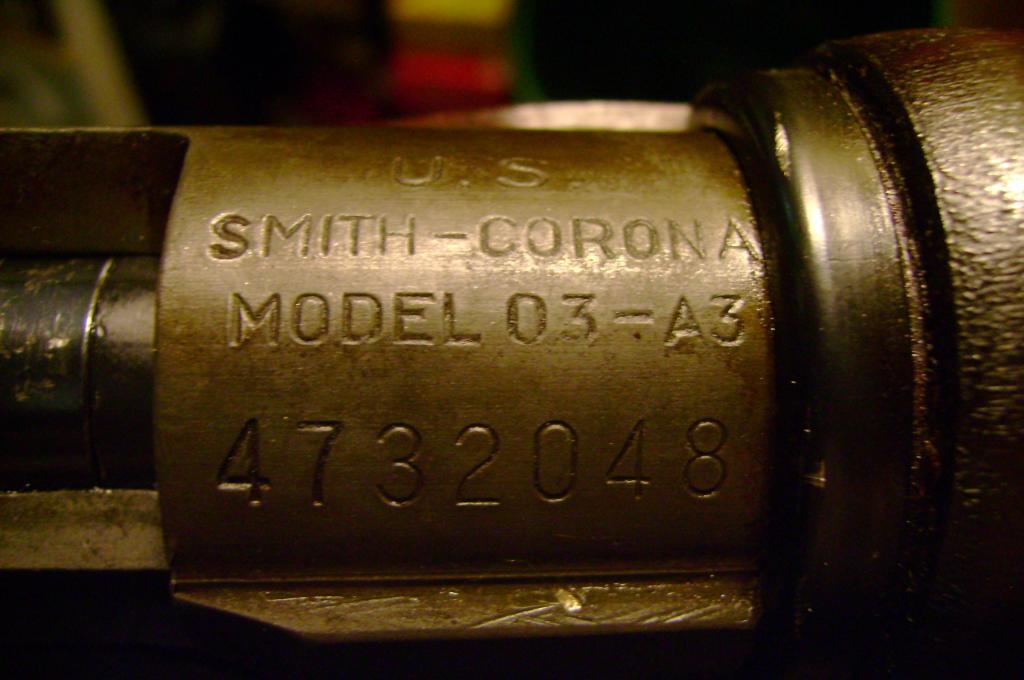 U.S.
SMITH-CORONA
MODEL 03-A3
4732048